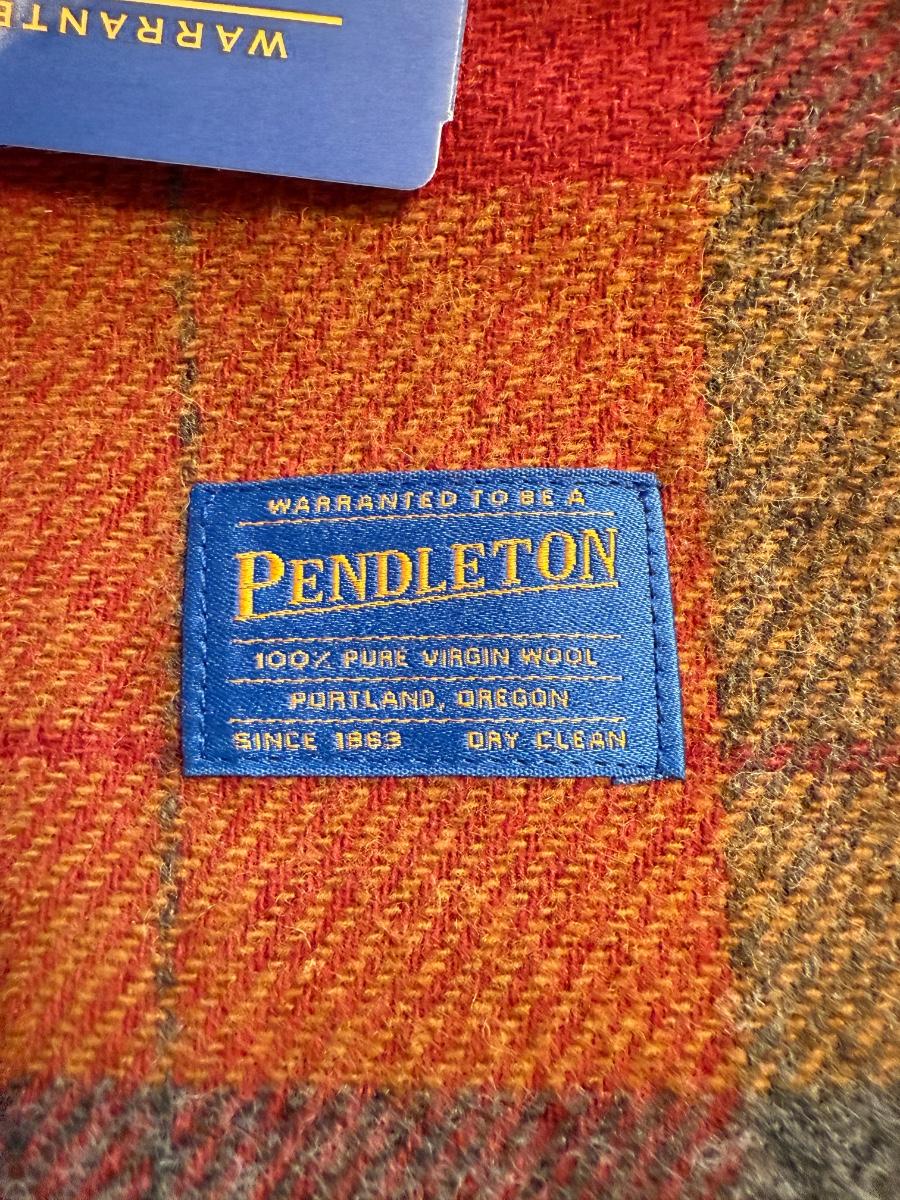 WARRANTE
WARRANTED TO BE A
PENDLETON
100% PURE VIRGIN WOOL
PORTLAND, OREGON
SINCE 1863 DRY CLEAN